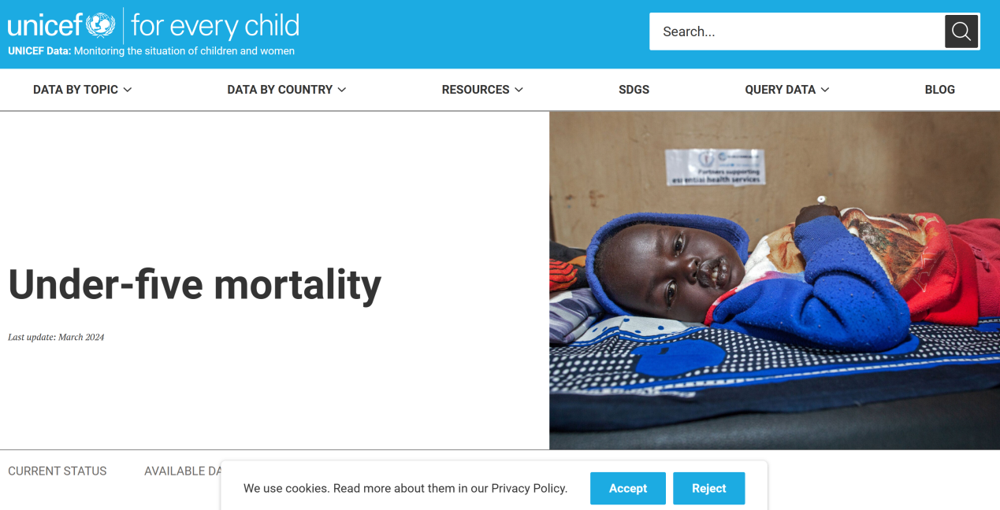 unicef for every child
UNICEF Data: Monitoring the situation of children and women
Search...
DATA BY TOPIC
DATA BY COUNTRY
RESOURCES
SDGS
QUERY DATA
BLOG
Partners supporting
essential health services
Under-five mortality
Last update: March 2024
CURRENT STATUS
AVAILABLE DA
We use cookies. Read more about them in our Privacy Policy.
Accept
Reject